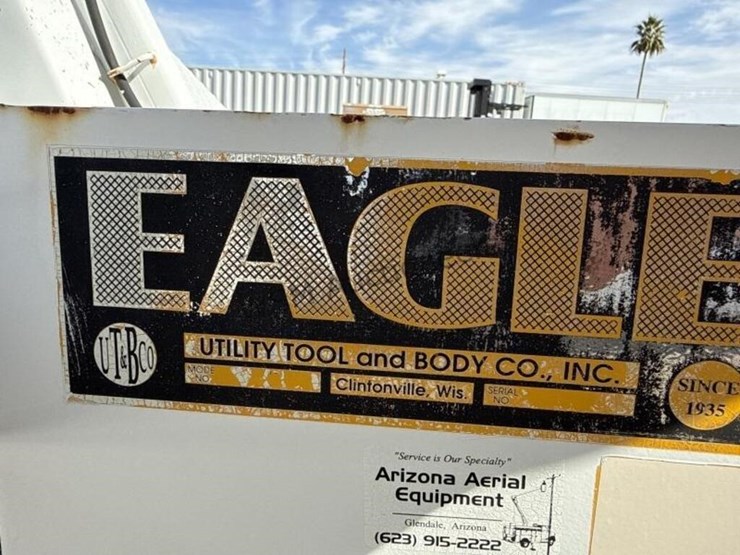 EAGLE
UT&BCO
UTILITY TOOL and BODY CO., INC.
MODEL NO.
Clintonville, Wis.
SERIAL NO.
SINCE 1935
"Service is Our Specialty"
Arizona Aerial
Equipment
Glendale, Arizona
(623) 915-2222